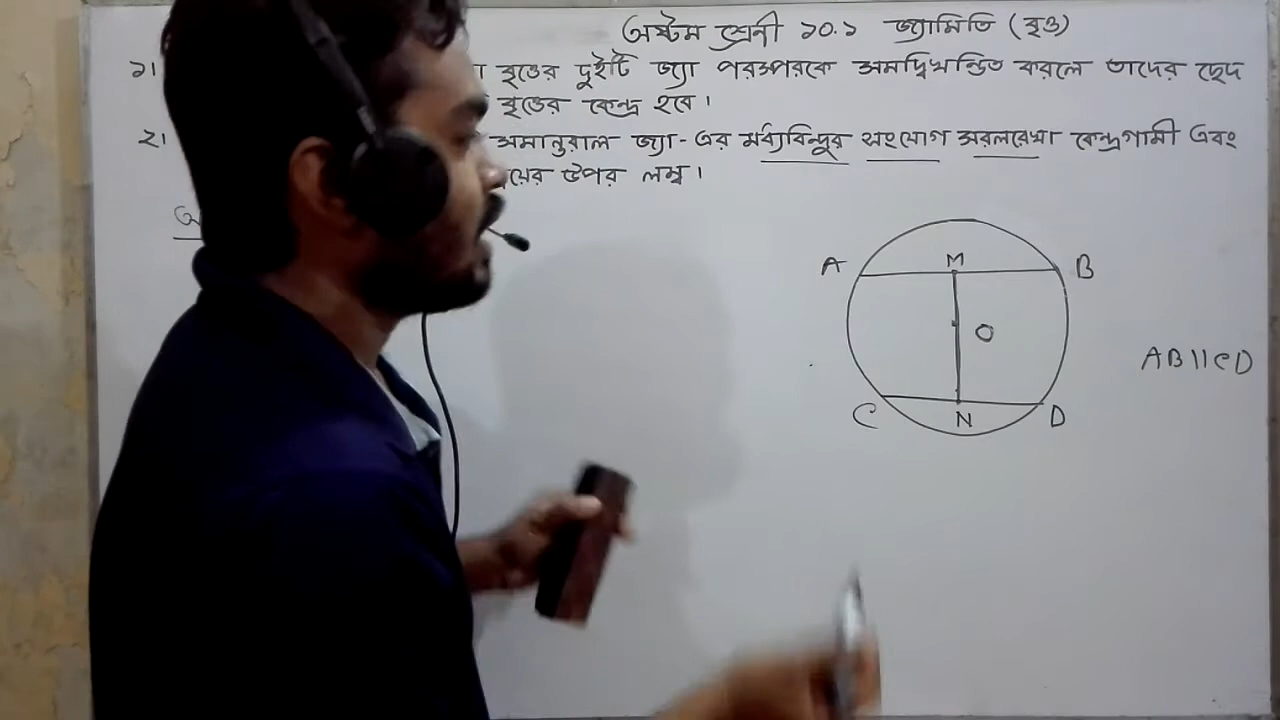 অষ্টম শ্রেনী ১০.১ জ্যামিতি (বৃত্ত)
১। বৃত্তের দুইটি জ্যা পরস্পরকে সমদ্বিখন্ডিত করলে তাদের ছেদ
বৃত্তের কেন্দ্র হবে।
২। সমান্তরাল জ্যা-এর মধ্যবিন্দুর সংযোগ সরলরেখা কেন্দ্রগামী এবং
উপর লম্ব।
A M B
O
AB||CD
C N D